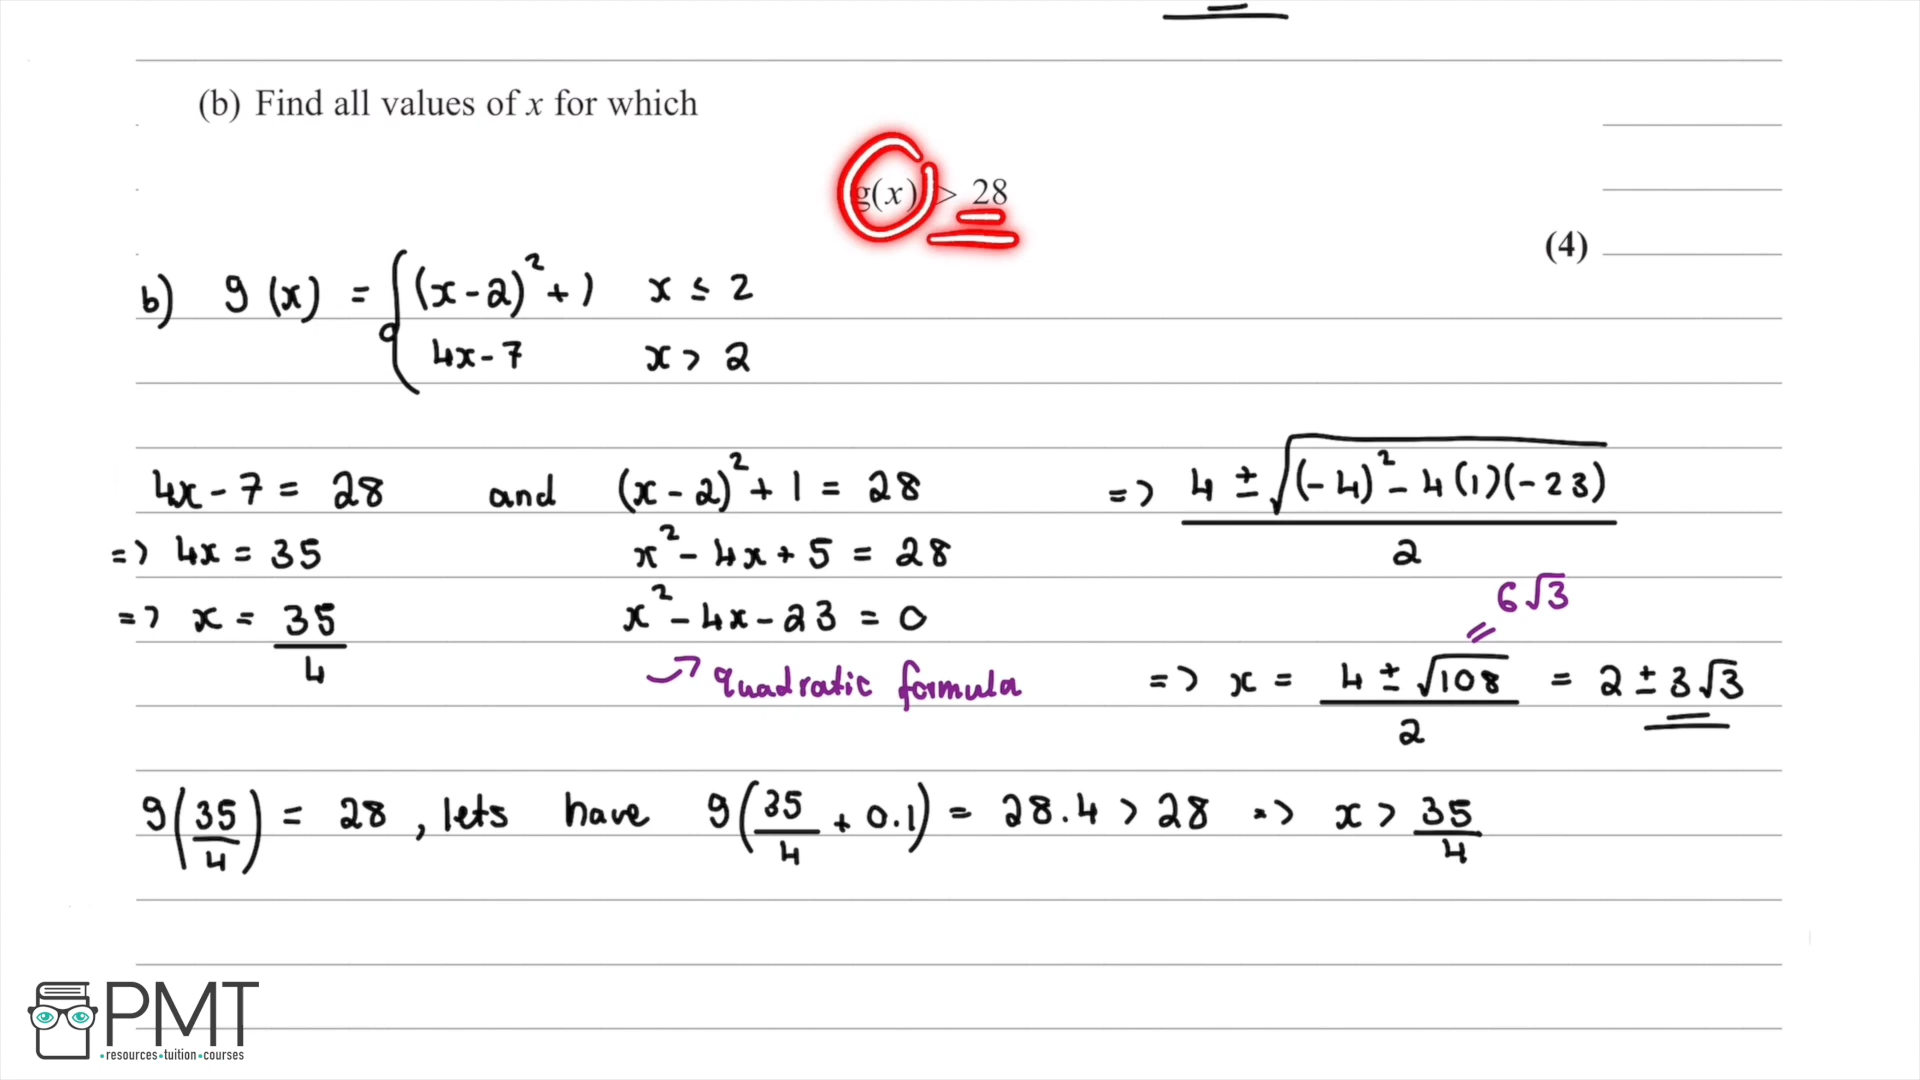 (b) Find all values of x for which
g(x) > 28
(4)
b) g(x) = { (x-2)² + 1 x ≤ 2
4x - 7 x > 2
4x - 7 = 28 and (x - 2)² + 1 = 28 => 4 ± √((-4)² - 4(1)(-23)) / 2
=> 4x = 35 x² - 4x + 5 = 28
=> x = 35/4 x² - 4x - 23 = 0
6√3
=
→ quadratic formula => x = 4 ± √108 / 2 = 2 ± 3√3
g(35/4) = 28, lets have g(35/4 + 0.1) = 28.4 > 28 => x > 35/4
PMT
•resources•tuition•courses